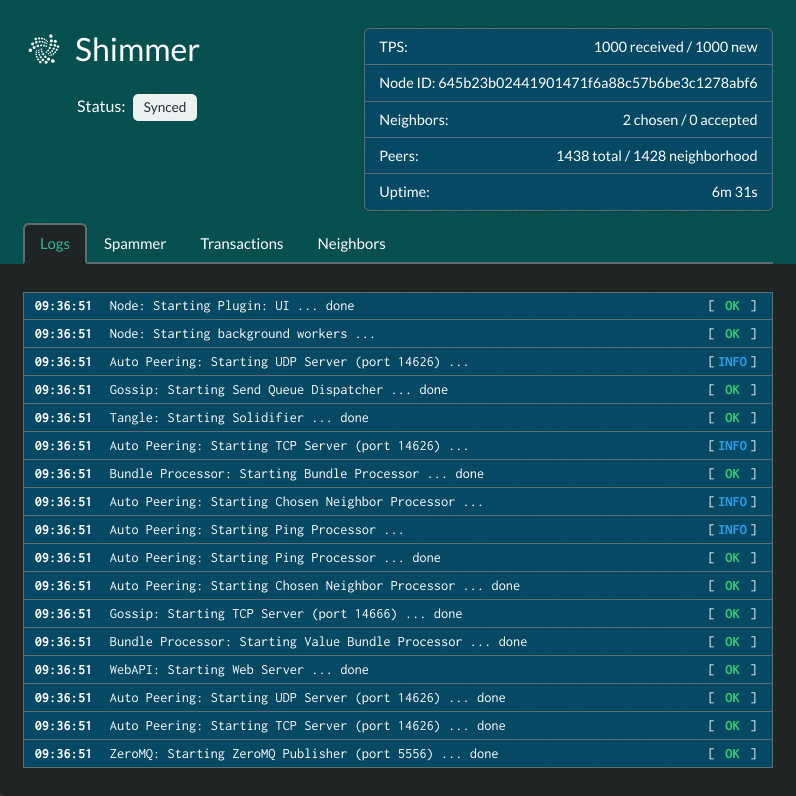 Shimmer
Status: Synced
TPS: 1000 received / 1000 new
Node ID: 645b23b02441901471f6a88c57b6be3c1278abf6
Neighbors: 2 chosen / 0 accepted
Peers: 1438 total / 1428 neighborhood
Uptime: 6m 31s
Logs Spammer Transactions Neighbors
09:36:51 Node: Starting Plugin: UI ... done [ OK ]
09:36:51 Node: Starting background workers ... [ OK ]
09:36:51 Auto Peering: Starting UDP Server (port 14626) ... [ INFO ]
09:36:51 Gossip: Starting Send Queue Dispatcher ... done [ OK ]
09:36:51 Tangle: Starting Solidifier ... done [ OK ]
09:36:51 Auto Peering: Starting TCP Server (port 14626) ... [ INFO ]
09:36:51 Bundle Processor: Starting Bundle Processor ... done [ OK ]
09:36:51 Auto Peering: Starting Chosen Neighbor Processor ... [ INFO ]
09:36:51 Auto Peering: Starting Ping Processor ... [ INFO ]
09:36:51 Auto Peering: Starting Ping Processor ... done [ OK ]
09:36:51 Auto Peering: Starting Chosen Neighbor Processor ... done [ OK ]
09:36:51 Gossip: Starting TCP Server (port 14666) ... done [ OK ]
09:36:51 Bundle Processor: Starting Value Bundle Processor ... done [ OK ]
09:36:51 WebAPI: Starting Web Server ... done [ OK ]
09:36:51 Auto Peering: Starting UDP Server (port 14626) ... done [ OK ]
09:36:51 Auto Peering: Starting TCP Server (port 14626) ... done [ OK ]
09:36:51 ZeroMQ: Starting ZeroMQ Publisher (port 5556) ... done [ OK ]